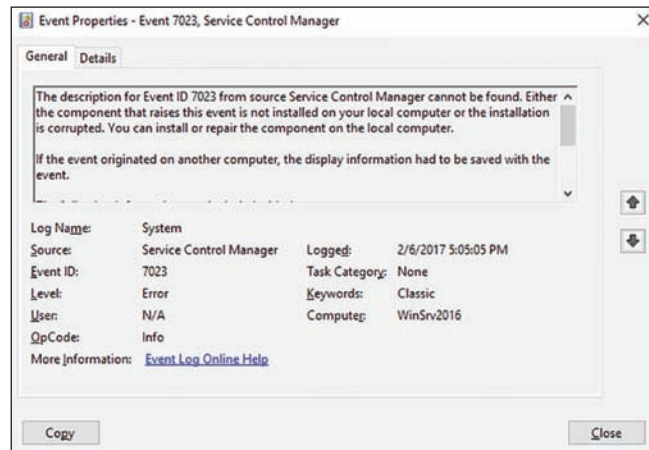 Event Properties - Event 7023, Service Control Manager
General Details
The description for Event ID 7023 from source Service Control Manager cannot be found. Either
the component that raises this event is not installed on your local computer or the installation
is corrupted. You can install or repair the component on the local computer.
If the event originated on another computer, the display information had to be saved with the
event.
Log Name: System
Source: Service Control Manager Logged: 2/6/2017 5:05:05 PM
Event ID: 7023 Task Category: None
Level: Error Keywords: Classic
User: N/A Computer: WinSrv2016
OpCode: Info
More Information: Event Log Online Help
Copy Close